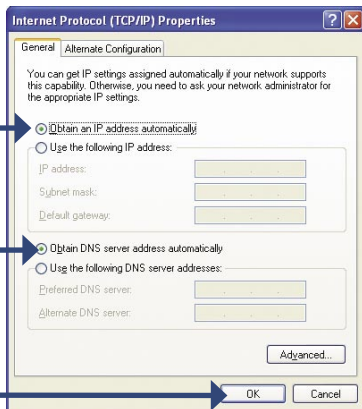 Internet Protocol (TCP/IP) Properties
General
Alternate Configuration
You can get IP settings assigned automatically if your network supports
this capability. Otherwise, you need to ask your network administrator for
the appropriate IP settings.
Obtain an IP address automatically
Use the following IP address:
IP address:
Subnet mask:
Default gateway:
Obtain DNS server address automatically
Use the following DNS server addresses:
Preferred DNS server:
Alternate DNS server:
Advanced...
OK
Cancel